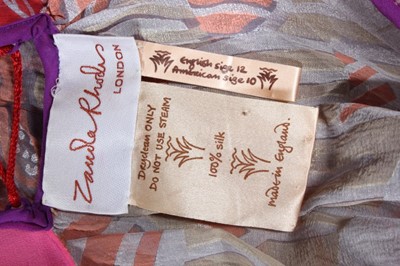 Zandra Rhodes
LONDON
English size 12
American size 10
Dryclean ONLY
DO NOT USE STEAM
100% silk
made in England.